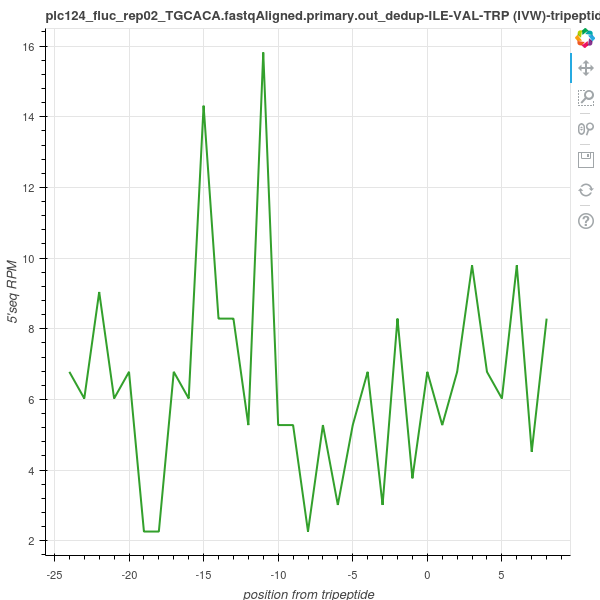 plc124_fluc_rep02_TGCACA.fastqAligned.primary.out_dedup-ILE-VAL-TRP (IVW)-tripeptid
16
14
12
10
8
6
4
2
5'seq RPM
-25 -20 -15 -10 -5 0 5
position from tripeptide